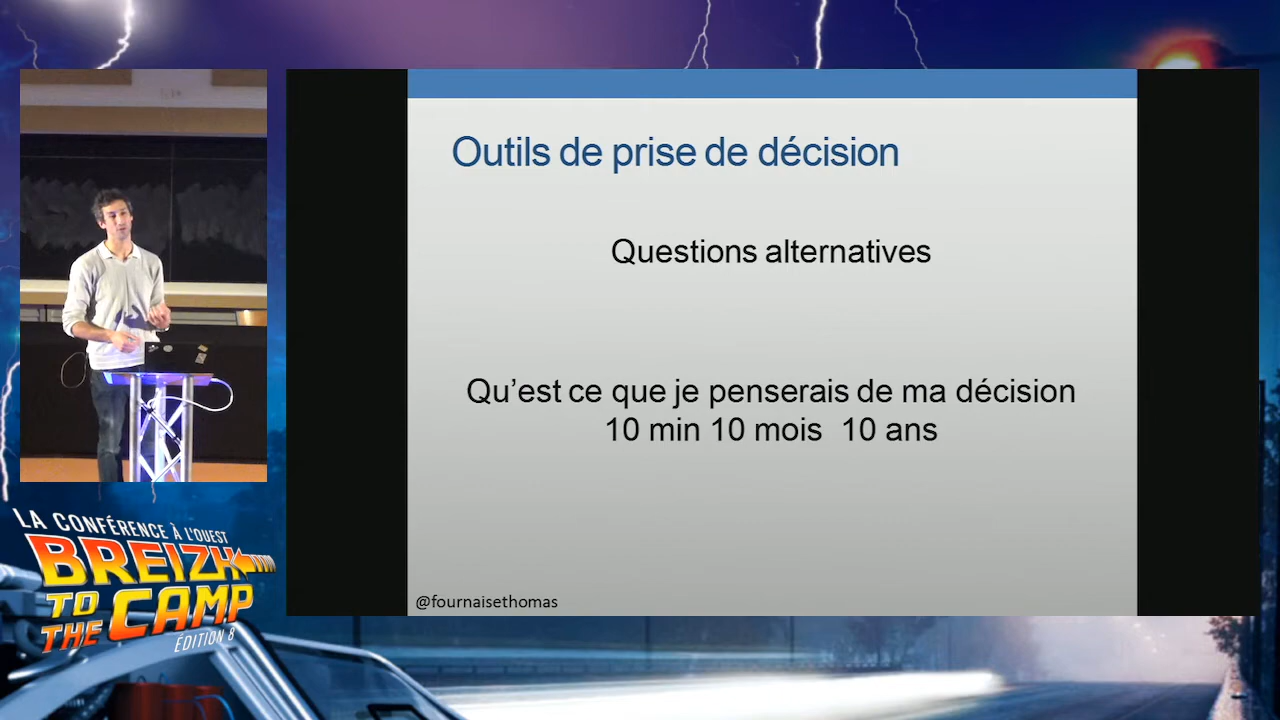 Outils de prise de décision
Questions alternatives
Qu’est ce que je penserais de ma décision
10 min 10 mois 10 ans
@fournaisethomas
LA CONFÉRENCE À L'OUEST
BREIZH
TO
THE CAMP
ÉDITION 8